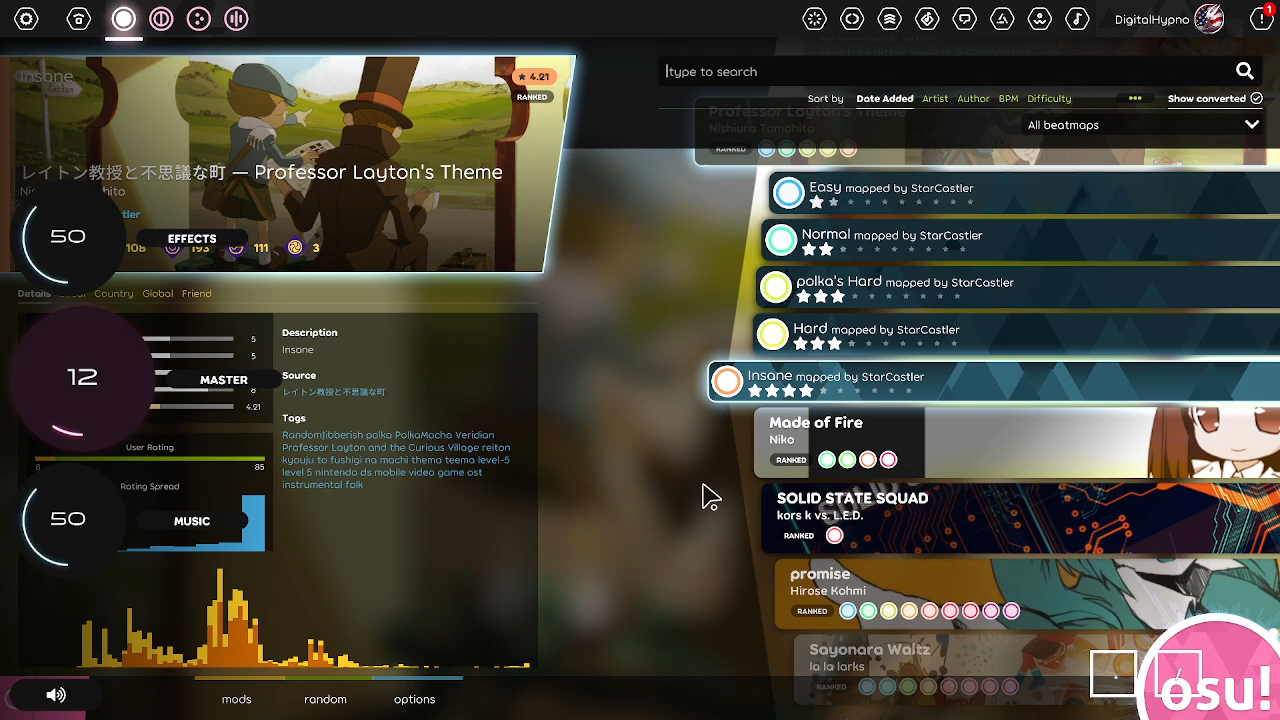 DigitalHypno
1
Insane
4.21
RANKED
レイトン教授と不思議な町 — Professor Layton's Theme
108 193 111 3
50
EFFECTS
Details Country Global Friend
12
MASTER
5
5
8
4.21
User Rating
8 85
Rating Spread
50
MUSIC
Description
Insane
Source
レイトン教授と不思議な町
Tags
Random}ibberish polka PolkaMocha Veridian
Professor Layton and the Curious Village reiton
kyouju to fushigi na machi thema teema level-5
level 5 nintendo ds mobile video game ost
instrumental folk
mods random options
type to search
Sort by Date Added Artist Author BPM Difficulty Show converted
All beatmaps
Professor Layton's Theme
Nishiura Tomohito
RANKED
Easy mapped by StarCastler
Normal mapped by StarCastler
polka's Hard mapped by StarCastler
Hard mapped by StarCastler
Insane mapped by StarCastler
Made of Fire
Niko
RANKED
SOLID STATE SQUAD
kors k vs. L.E.D.
RANKED
promise
Hirose Kohmi
RANKED
Sayonara Waltz
la la larks
RANKED
osu!